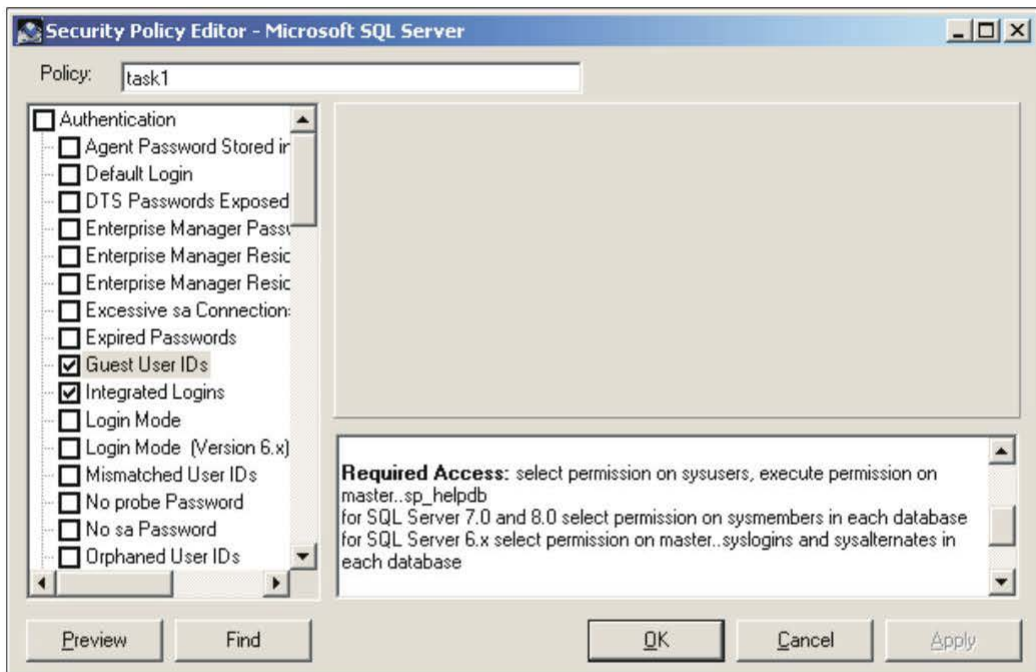 Security Policy Editor - Microsoft SQL Server
Policy:
task1
Authentication
Agent Password Stored in
Default Login
DTS Passwords Exposed
Enterprise Manager Passw
Enterprise Manager Resic
Enterprise Manager Resic
Excessive sa Connection
Expired Passwords
Guest User IDs
Integrated Logins
Login Mode
Login Mode (Version 6.x)
Mismatched User IDs
No probe Password
No sa Password
Orphaned User IDs
Required Access: select permission on sysusers, execute permission on
master..sp_helpdb
for SQL Server 7.0 and 8.0 select permission on sysmembers in each database
for SQL Server 6.x select permission on master..syslogins and sysalternates in
each database
Preview
Find
OK
Cancel
Apply